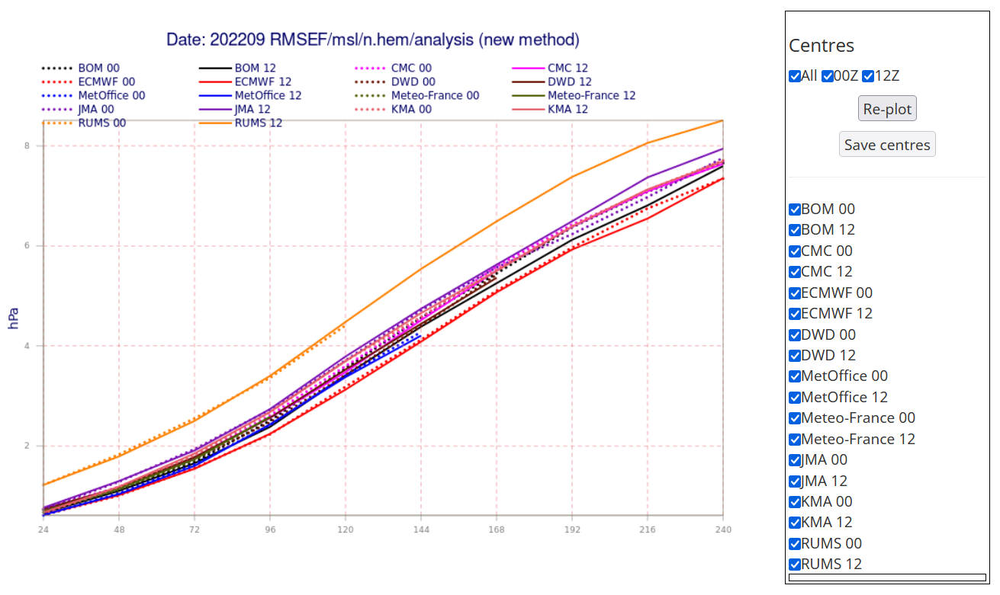 Date: 202209 RMSEF/msl/n.hem/analysis (new method)
BOM 00 BOM 12 CMC 00 CMC 12
ECMWF 00 ECMWF 12 DWD 00 DWD 12
MetOffice 00 MetOffice 12 Meteo-France 00 Meteo-France 12
JMA 00 JMA 12 KMA 00 KMA 12
RUMS 00 RUMS 12
8
6
4
2
hPa
24 48 72 96 120 144 168 192 216 240
Centres
All 00Z 12Z
Re-plot
Save centres
BOM 00
BOM 12
CMC 00
CMC 12
ECMWF 00
ECMWF 12
DWD 00
DWD 12
MetOffice 00
MetOffice 12
Meteo-France 00
Meteo-France 12
JMA 00
JMA 12
KMA 00
KMA 12
RUMS 00
RUMS 12